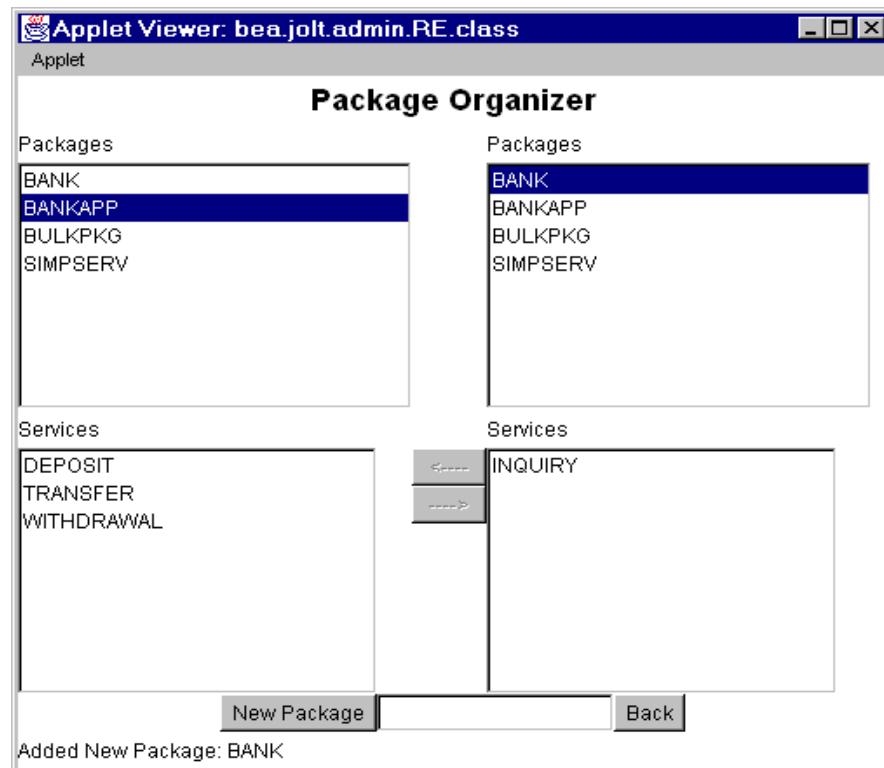 Applet Viewer: bea.jolt.admin.RE.class
Applet
Package Organizer
Packages
BANK
BANKAPP
BULKPKG
SIMPSERV
Packages
BANK
BANKAPP
BULKPKG
SIMPSERV
Services
DEPOSIT
TRANSFER
WITHDRAWAL
<----
---->
Services
INQUIRY
New Package
Back
Added New Package: BANK